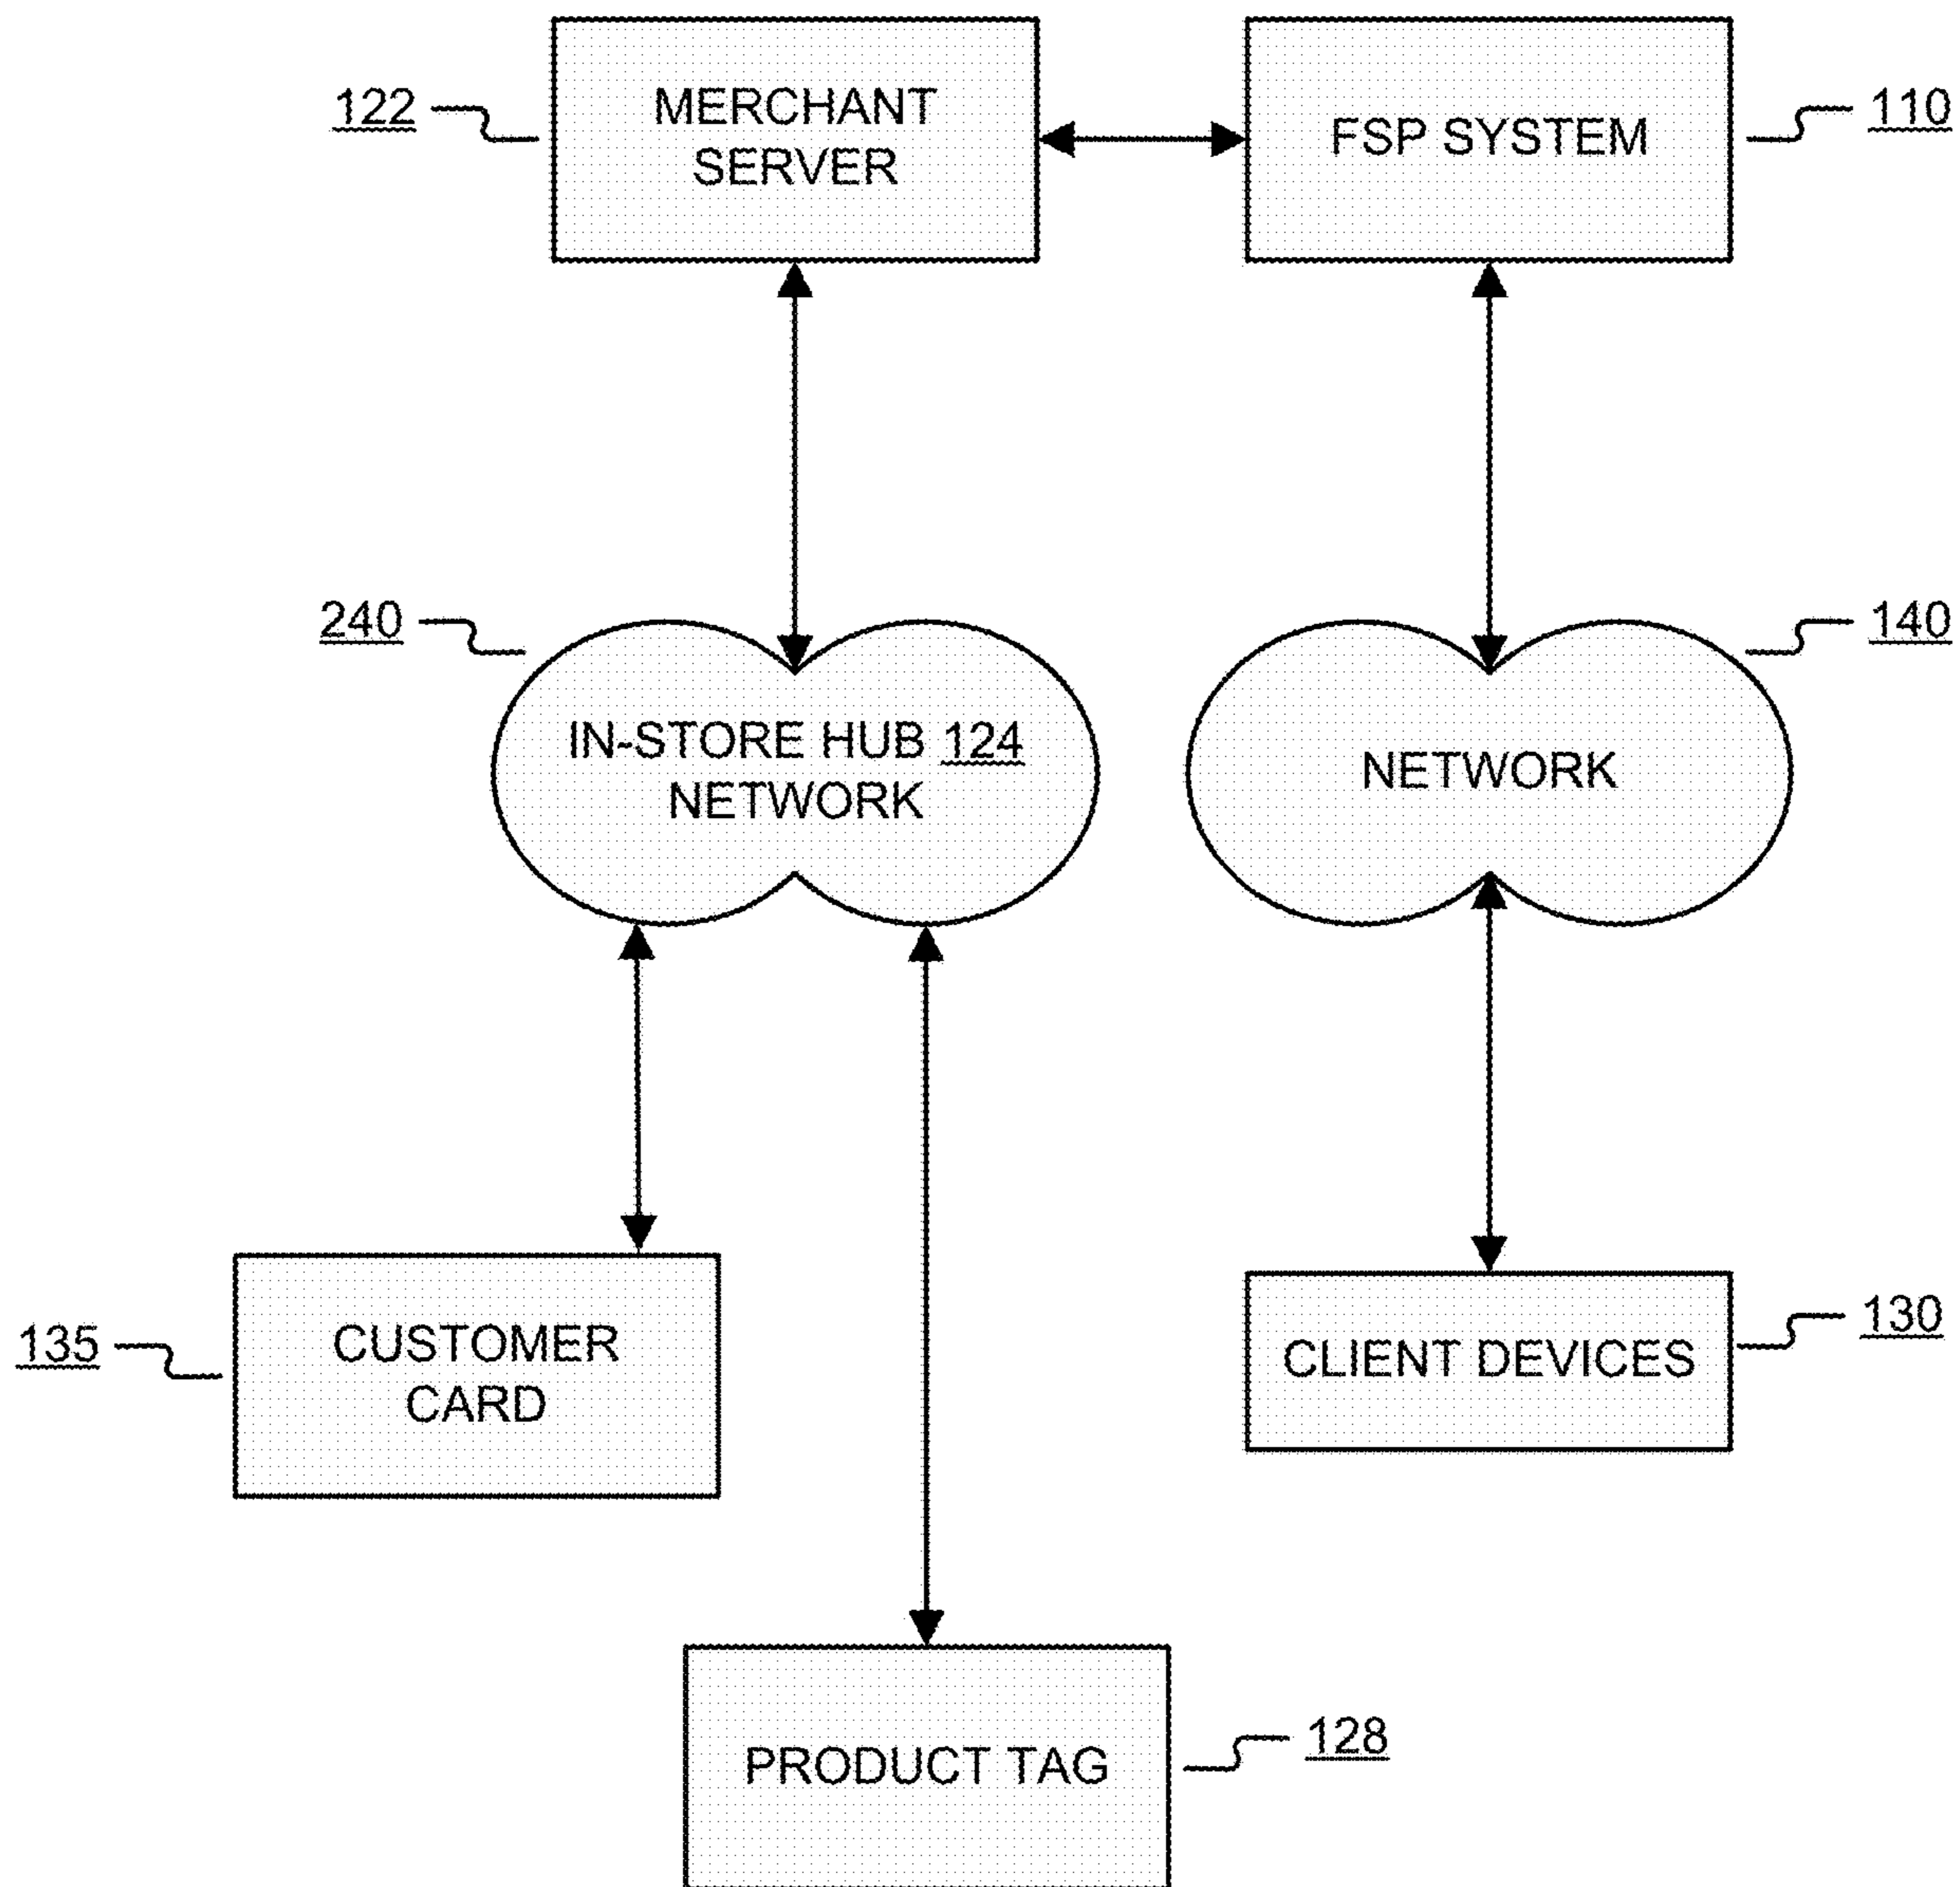 122
MERCHANT
SERVER
FSP SYSTEM
110
240
IN-STORE HUB 124
NETWORK
NETWORK
140
135
CUSTOMER
CARD
CLIENT DEVICES
130
PRODUCT TAG
128